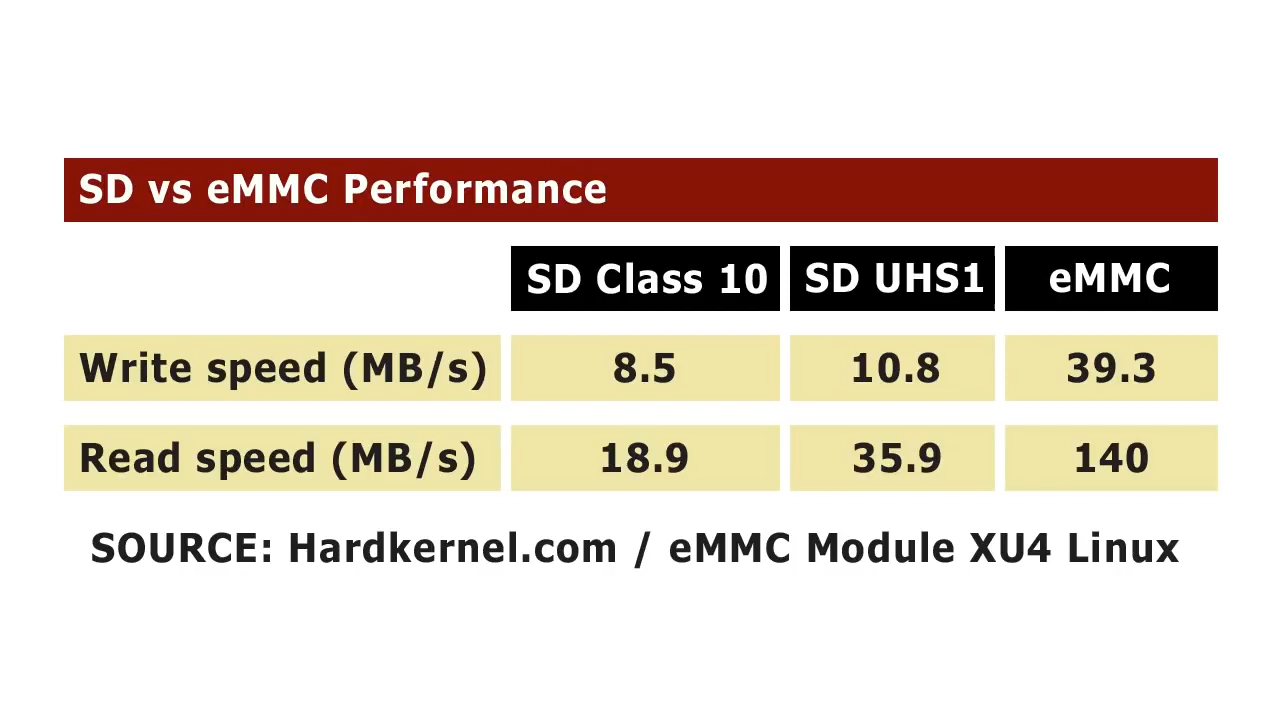 SD vs eMMC Performance
SD Class 10 SD UHS1 eMMC
Write speed (MB/s) 8.5 10.8 39.3
Read speed (MB/s) 18.9 35.9 140
SOURCE: Hardkernel.com / eMMC Module XU4 Linux